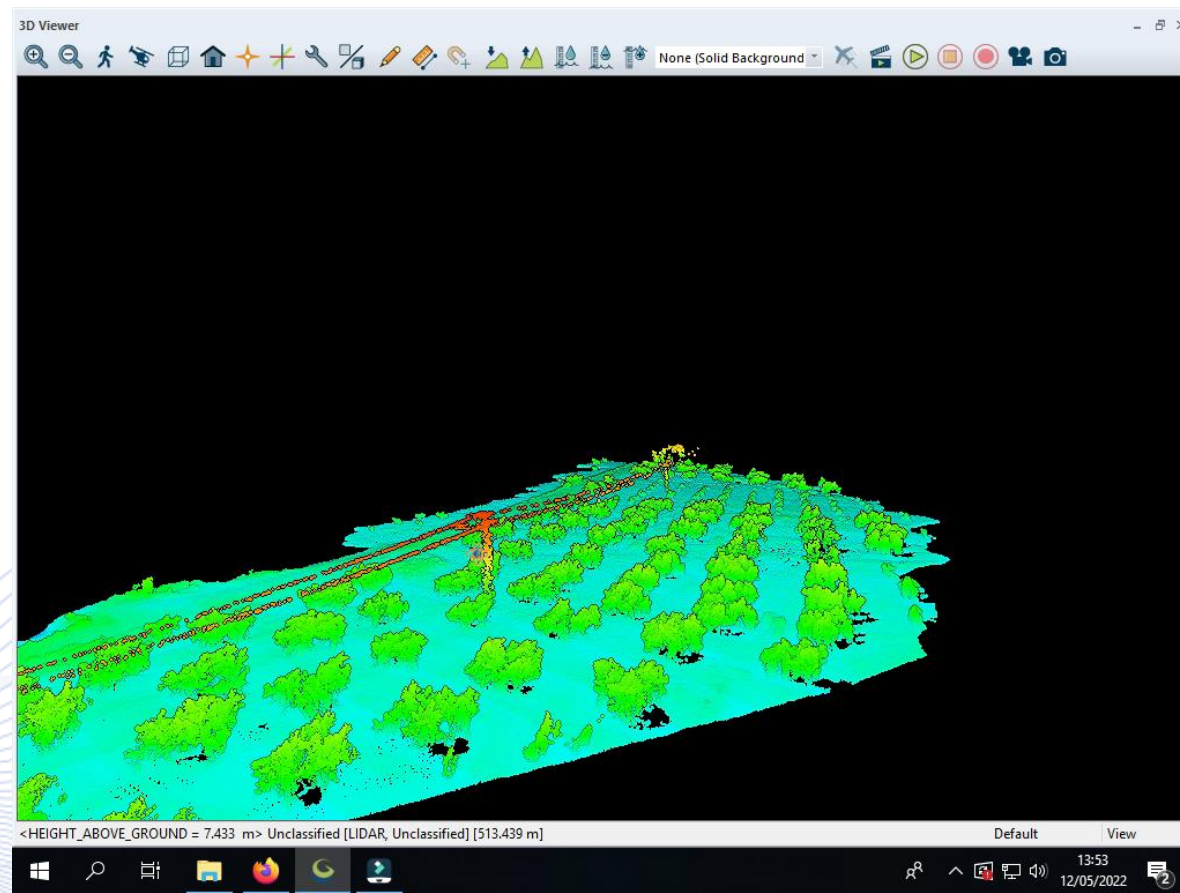 3D Viewer
None (Solid Background
<HEIGHT_ABOVE_GROUND = 7.433 m> Unclassified [LIDAR, Unclassified] [513.439 m]
Default
View
13:53
12/05/2022
2